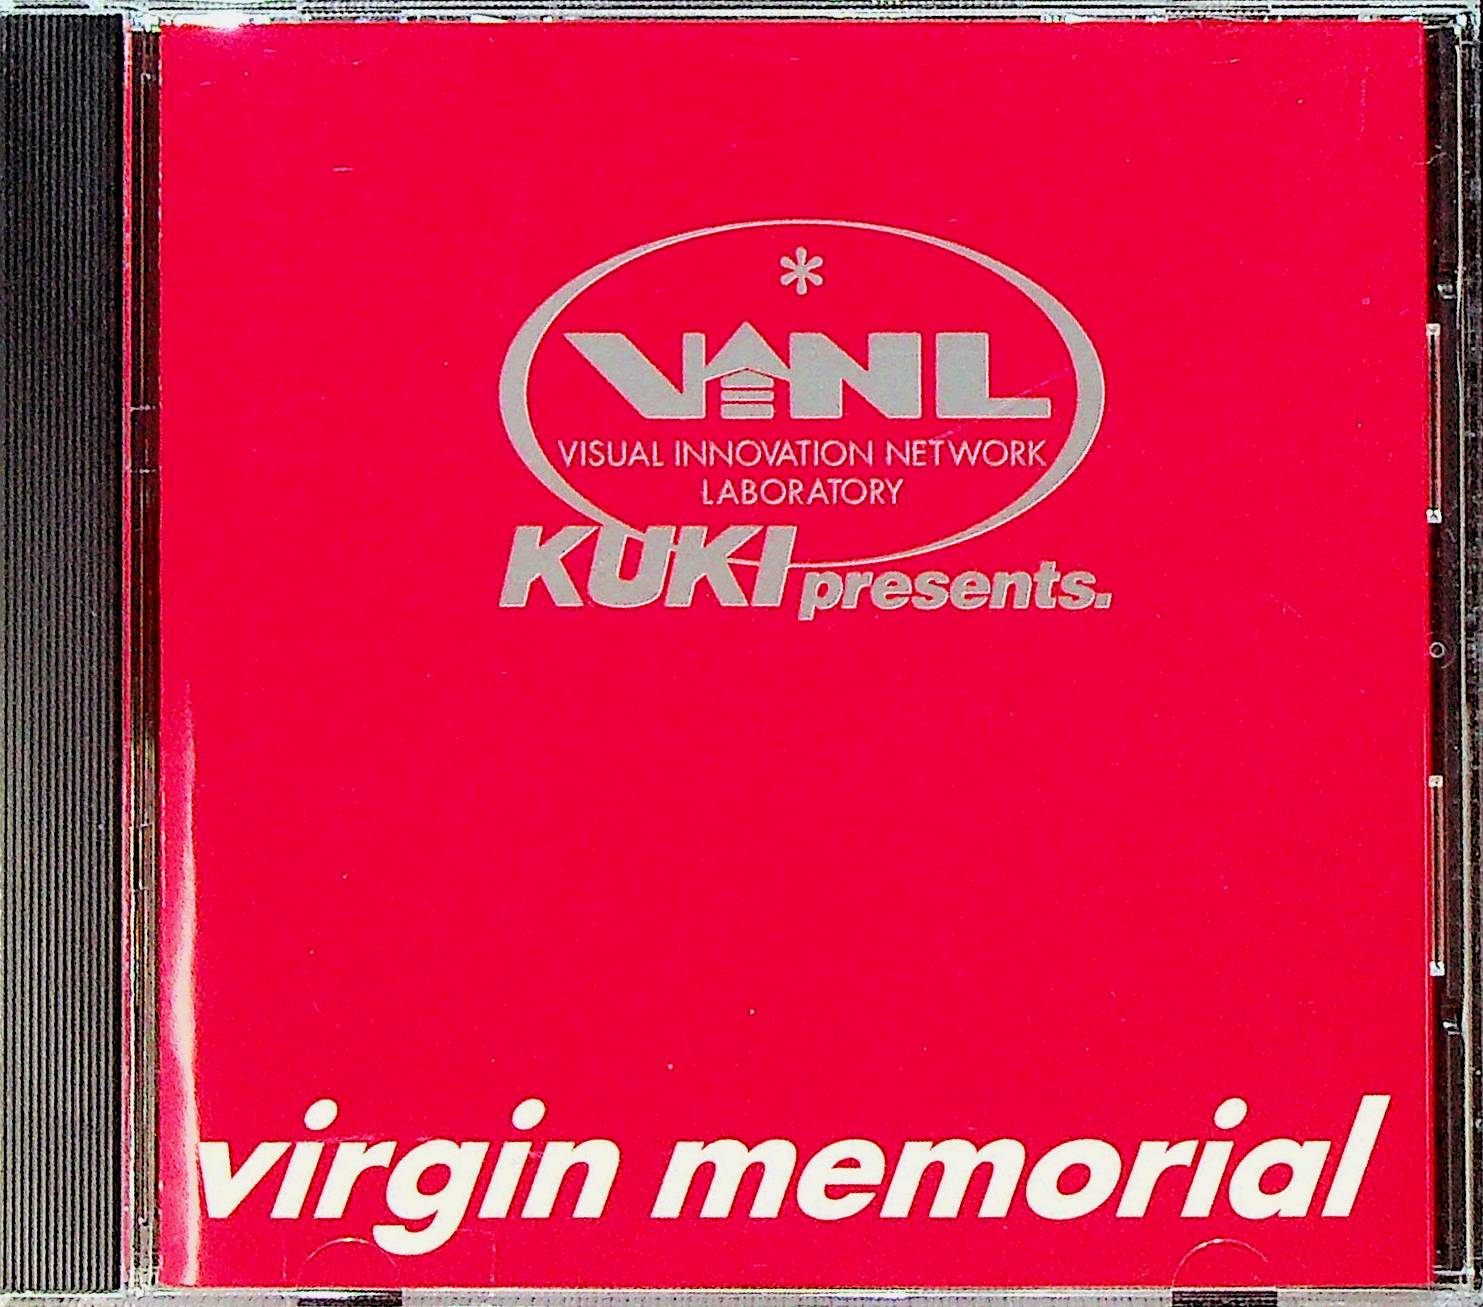 *
VINL
VISUAL INNOVATION NETWORK
LABORATORY
KUKI presents.
virgin memorial